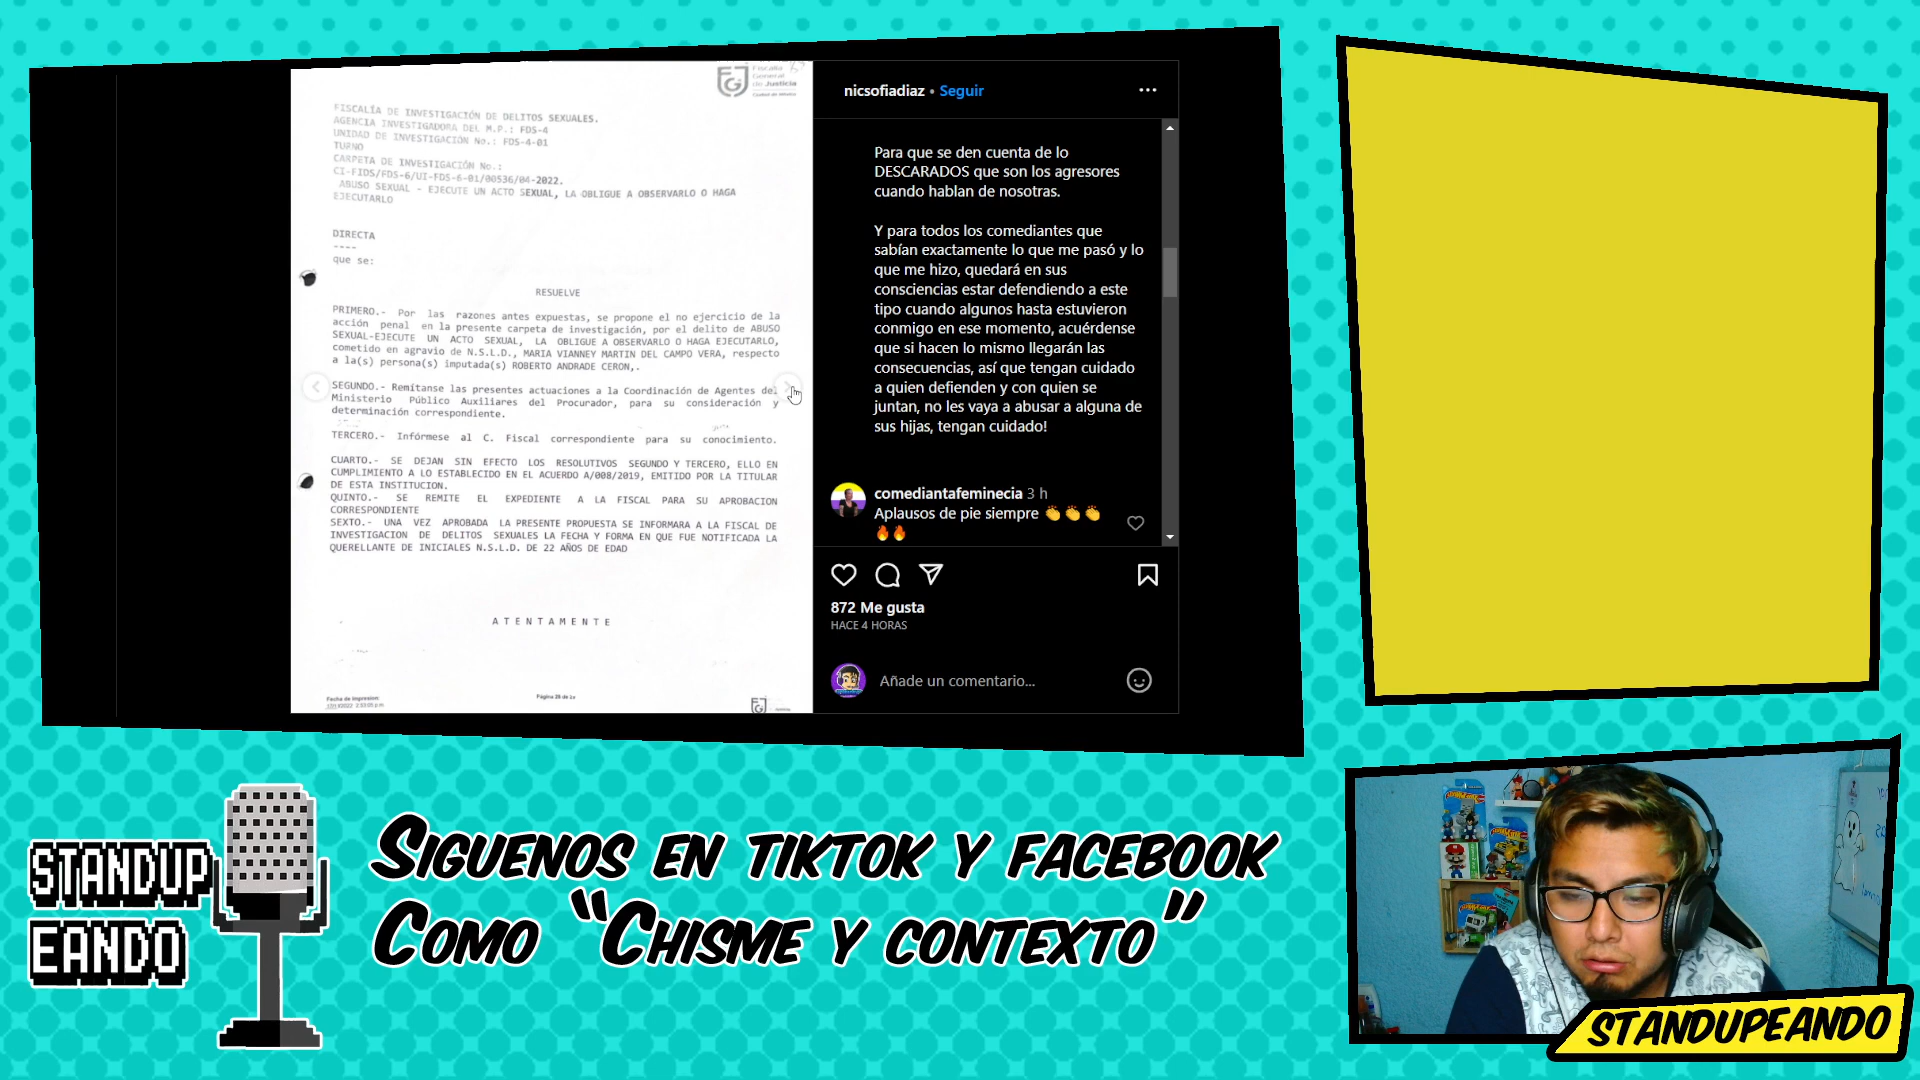 Fiscalía
General
de Justicia
Ciudad de México
FISCALÍA DE INVESTIGACIÓN DE DELITOS SEXUALES.
AGENCIA INVESTIGADORA DEL M.P.: FDS-4
UNIDAD DE INVESTIGACIÓN No.: FDS-4-01
TURNO
CARPETA DE INVESTIGACIÓN No.:
CI-FIDS/FDS-6/UI-FDS-6-01/00536/04-2022.
ABUSO SEXUAL - EJECUTE UN ACTO SEXUAL, LA OBLIGUE A OBSERVARLO O HAGA
EJECUTARLO
DIRECTA
----
que se:
RESUELVE
PRIMERO.- Por las razones antes expuestas, se propone el no ejercicio de la
acción penal en la presente carpeta de investigación, por el delito de ABUSO
SEXUAL-EJECUTE UN ACTO SEXUAL, LA OBLIGUE A OBSERVARLO O HAGA EJECUTARLO,
cometido en agravio de N.S.L.D., MARIA VIANNEY MARTIN DEL CAMPO VERA, respecto
a la(s) persona(s) imputada(s) ROBERTO ANDRADE CERON,.
SEGUNDO.- Remítanse las presentes actuaciones a la Coordinación de Agentes del
Ministerio Público Auxiliares del Procurador, para su consideración y
determinación correspondiente.
TERCERO.- Infórmese al C. Fiscal correspondiente para su conocimiento.
CUARTO.- SE DEJAN SIN EFECTO LOS RESOLUTIVOS SEGUNDO Y TERCERO, ELLO EN
CUMPLIMIENTO A LO ESTABLECIDO EN EL ACUERDO A/008/2019, EMITIDO POR LA TITULAR
DE ESTA INSTITUCION.
QUINTO.- SE REMITE EL EXPEDIENTE A LA FISCAL PARA SU APROBACION
CORRESPONDIENTE
SEXTO.- UNA VEZ APROBADA LA PRESENTE PROPUESTA SE INFORMARA A LA FISCAL DE
INVESTIGACION DE DELITOS SEXUALES LA FECHA Y FORMA EN QUE FUE NOTIFICADA LA
QUERELLANTE DE INICIALES N.S.L.D. DE 22 AÑOS DE EDAD
ATENTAMENTE
Fecha de Impresion
nicsofiadiaz • Seguir
Para que se den cuenta de lo
DESCARADOS que son los agresores
cuando hablan de nosotras.
Y para todos los comediantes que
sabían exactamente lo que me pasó y lo
que me hizo, quedará en sus
consciencias estar defendiendo a este
tipo cuando algunos hasta estuvieron
conmigo en ese momento, acuérdense
que si hacen lo mismo llegarán las
consecuencias, así que tengan cuidado
a quien defienden y con quien se
juntan, no les vaya a abusar a alguna de
sus hijas, tengan cuidado!
comediantafeminecia 3 h
Aplausos de pie siempre 👏👏👏
🔥🔥
872 Me gusta
HACE 4 HORAS
Añade un comentario...
STANDUP
EANDO
SIGUENOS EN TIKTOK Y FACEBOOK
COMO "CHISME Y CONTEXTO"
STANDUPEANDO